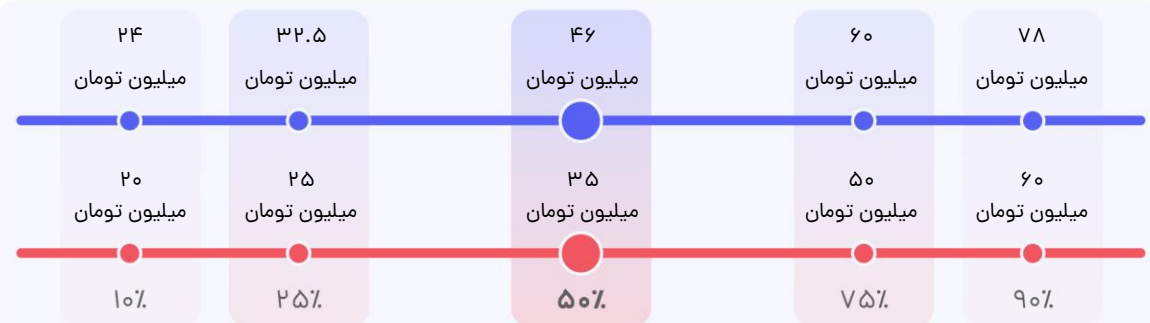 ۲۴ ۳۲.۵ ۴۶ ۶۰ ۷۸
میلیون تومان میلیون تومان میلیون تومان میلیون تومان میلیون تومان
۲۰ ۲۵ ۳۵ ۵۰ ۶۰
میلیون تومان میلیون تومان میلیون تومان میلیون تومان میلیون تومان
۱۰٪ ۲۵٪ ۵۰٪ ۷۵٪ ۹۰٪